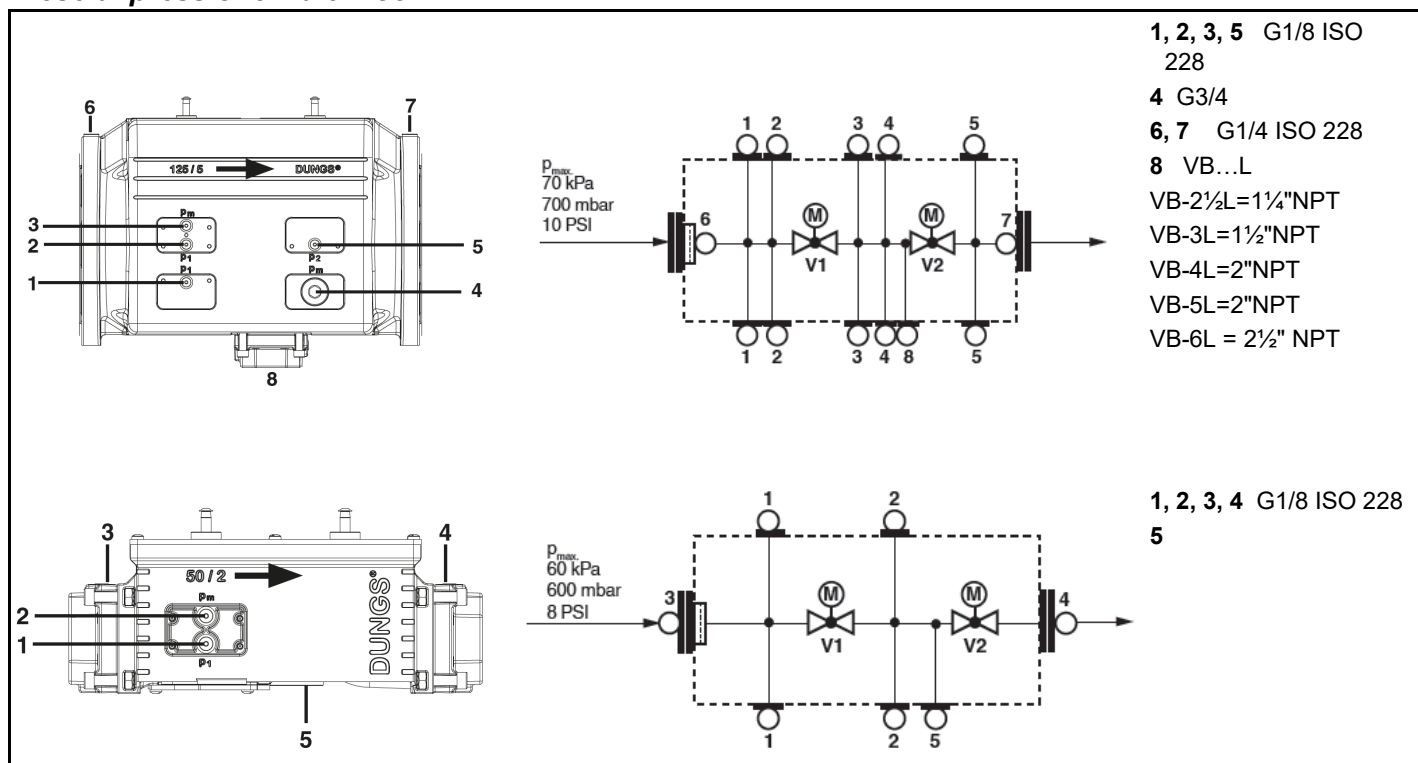 6
7
125 / 5 DUNGS®
Pm
3
2
P1
P1
1
5
P2
Pm
4
8
1 2 3 4 5
Pmax.
70 kPa
700 mbar
10 PSI
6
M
V1
M
V2
7
1 2 3 4 8 5
1, 2, 3, 5 G1/8 ISO
228
4 G3/4
6, 7 G1/4 ISO 228
8 VB…L
VB-2½L=1¼"NPT
VB-3L=1½"NPT
VB-4L=2"NPT
VB-5L=2"NPT
VB-6L = 2½" NPT
3
4
50 / 2
DUNGS®
Pm
2
1
P1
5
1 2
Pmax.
60 kPa
600 mbar
8 PSI
3
M
V1
M
V2
4
1 2 5
1, 2, 3, 4 G1/8 ISO 228
5